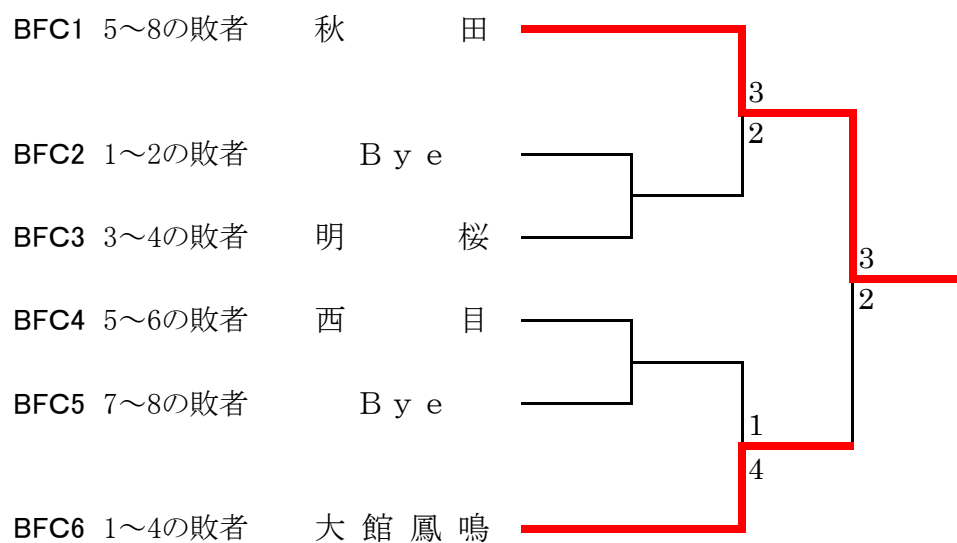 BFC1 5～8の敗者 秋 田
3
2
BFC2 1～2の敗者 Bye
BFC3 3～4の敗者 明 桜
3
2
BFC4 5～6の敗者 西 目
BFC5 7～8の敗者 Bye
1
4
BFC6 1～4の敗者 大館鳳鳴